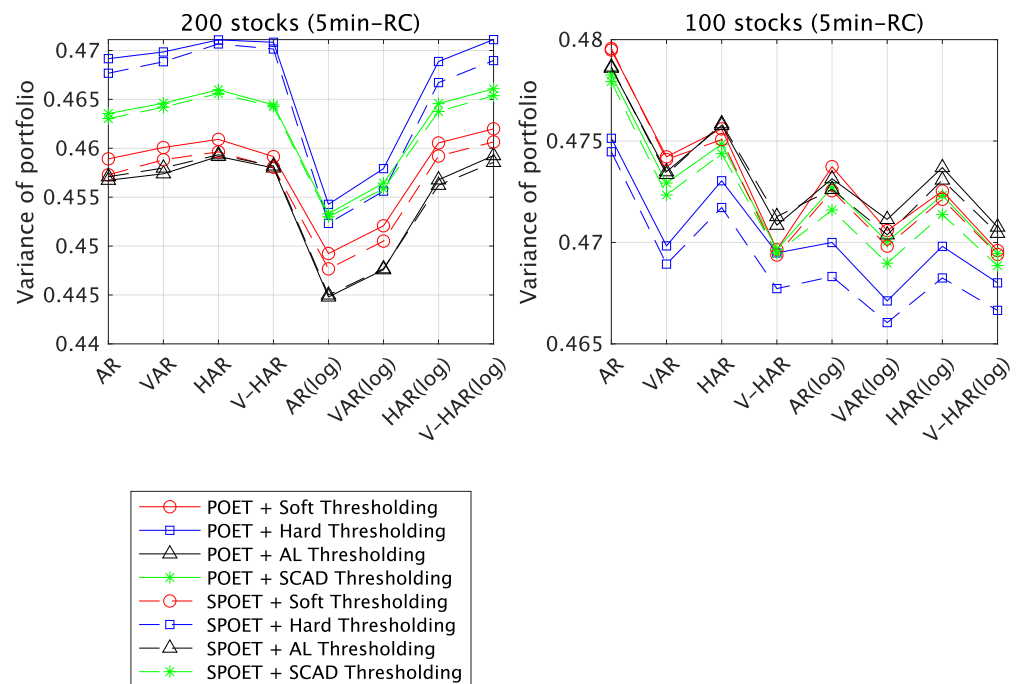 200 stocks (5min-RC)
Variance of portfolio
0.47
0.465
0.46
0.455
0.45
0.445
0.44
AR
VAR
HAR
V-HAR
AR(log)
VAR(log)
HAR(log)
V-HAR(log)
100 stocks (5min-RC)
Variance of portfolio
0.48
0.475
0.47
0.465
AR
VAR
HAR
V-HAR
AR(log)
VAR(log)
HAR(log)
V-HAR(log)
POET + Soft Thresholding
POET + Hard Thresholding
POET + AL Thresholding
POET + SCAD Thresholding
SPOET + Soft Thresholding
SPOET + Hard Thresholding
SPOET + AL Thresholding
SPOET + SCAD Thresholding